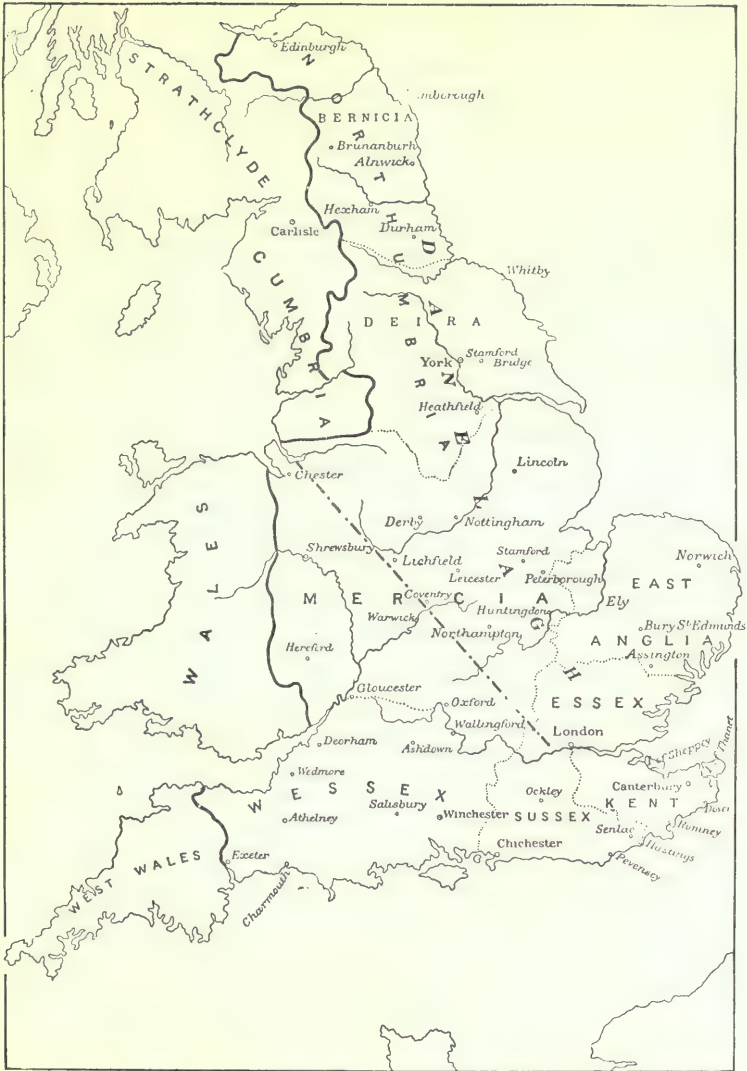 Edinburgh
STRATHCLYDE
NORTHUMBRIA
BERNICIA
Brunanburh
Alnwick
Hexham
Durham
Carlisle
CUMBRIA
DANELAGH
Whitby
DEIRA
York
Stamford
Bridge
Heathfield
Lincoln
Chester
Derby
Nottingham
WALES
Shrewsbury
Lichfield
Stamford
Norwich
Leicester
Peterborough
EAST
ANGLIA
MERCIA
Coventry
Ely
Warwick
Huntingdon
Bury St Edmunds
Northampton
Assington
Hereford
Gloucester
Oxford
ESSEX
Wallingford
London
Deorham
Ashdown
I. of Sheppey
Thanet
Wedmore
WESSEX
Ockley
Canterbury
KENT
Athelney
Salisbury
Winchester
SUSSEX
Dover
Romney
Senlac
Hastings
WEST WALES
Exeter
Chichester
Pevensey
Charmouth